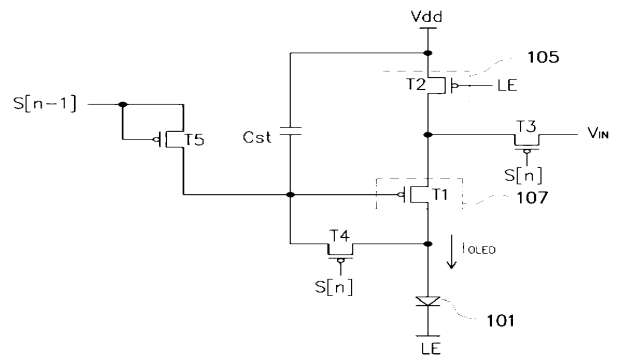 Vdd
105
T2
LE
S[n-1]
T5
Cst
T3
VIN
S[n]
T1
107
T4
S[n]
IOLED
101
LE